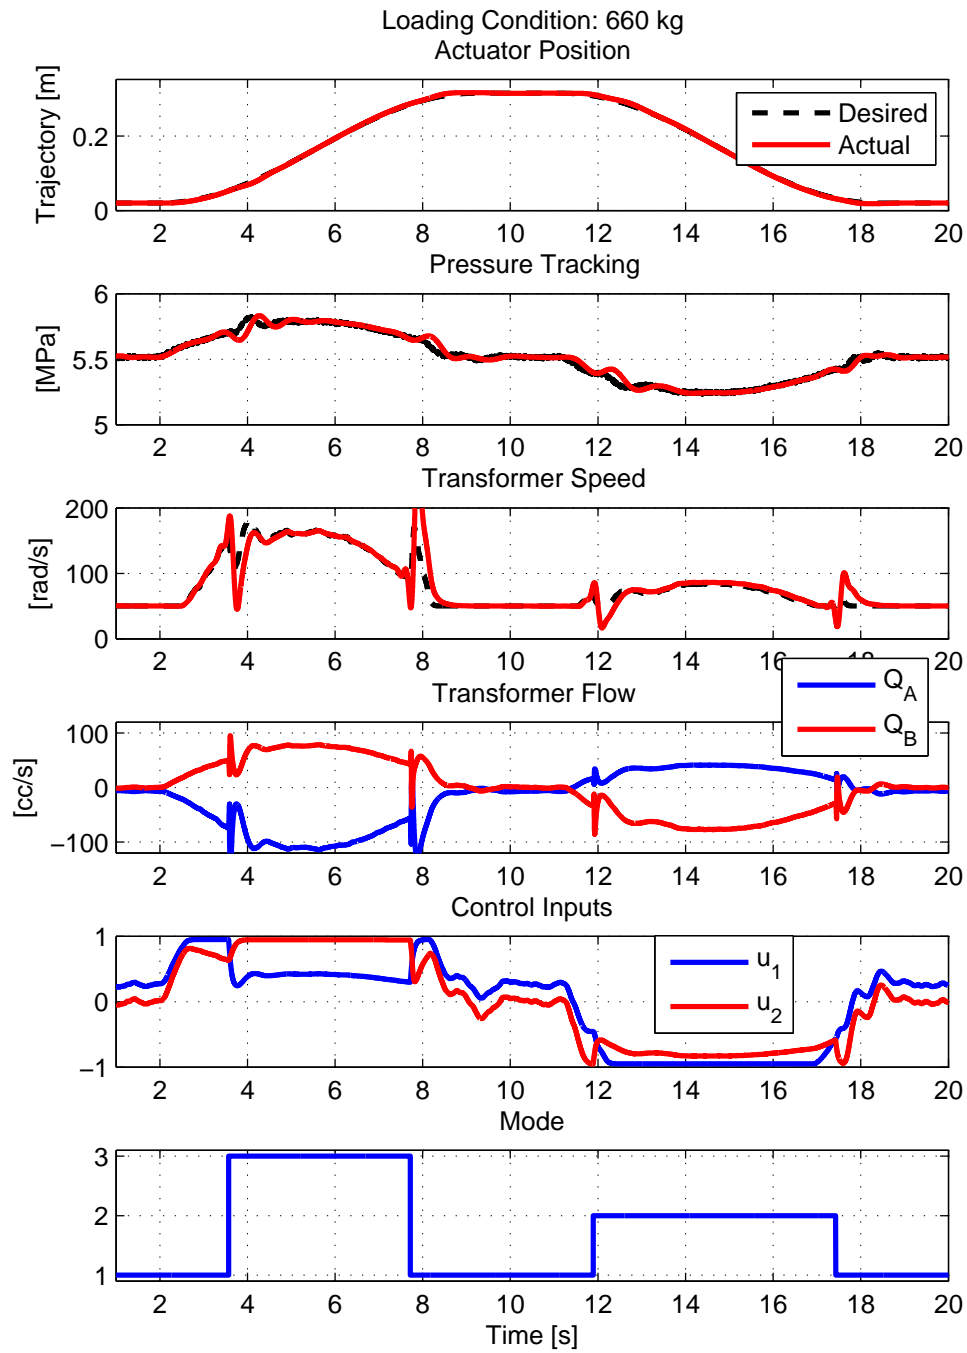 Loading Condition: 660 kg
Actuator Position
Trajectory [m]
0.2
0
Desired
Actual
2 4 6 8 10 12 14 16 18 20
Pressure Tracking
[MPa]
6
5.5
5
2 4 6 8 10 12 14 16 18 20
Transformer Speed
[rad/s]
200
100
0
2 4 6 8 10 12 14 16 18 20
Transformer Flow
[cc/s]
Q_A
Q_B
100
0
−100
2 4 6 8 10 12 14 16 18 20
Control Inputs
1
0
−1
u_1
u_2
2 4 6 8 10 12 14 16 18 20
Mode
3
2
1
2 4 6 8 10 12 14 16 18 20
Time [s]